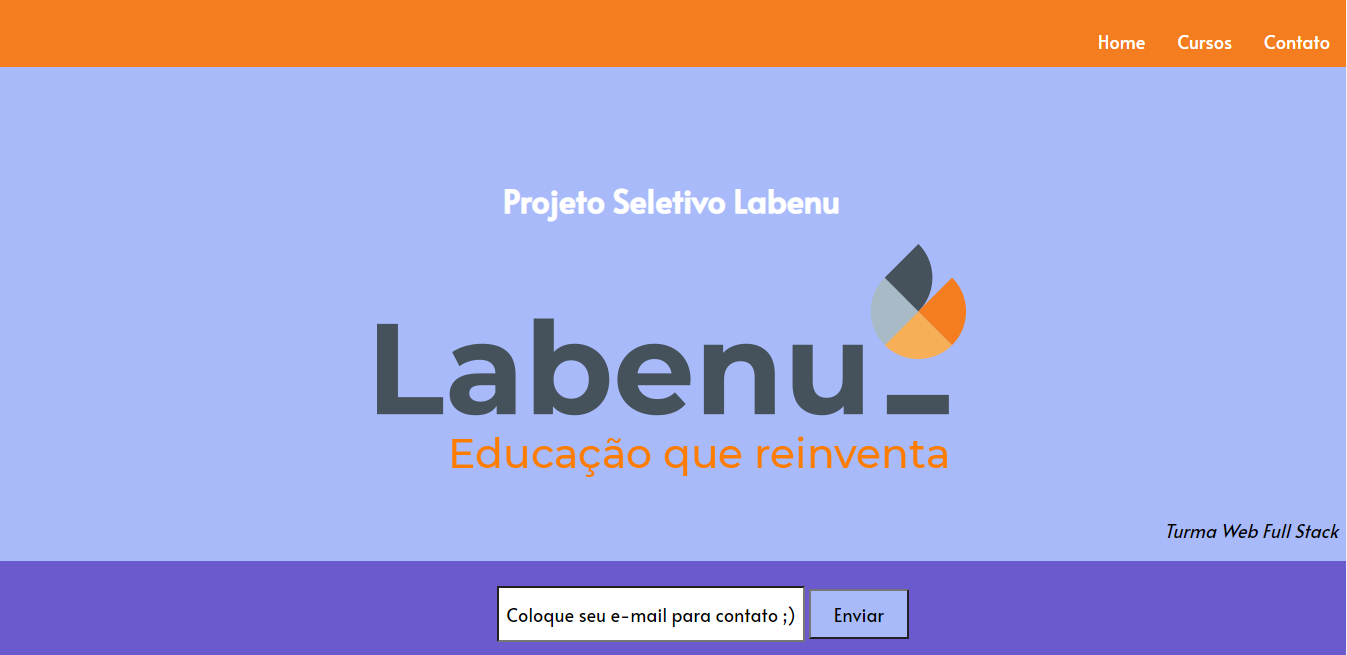 Home Cursos Contato
Projeto Seletivo Labenu
Labenu_
Educação que reinventa
Turma Web Full Stack
Coloque seu e-mail para contato ;) Enviar